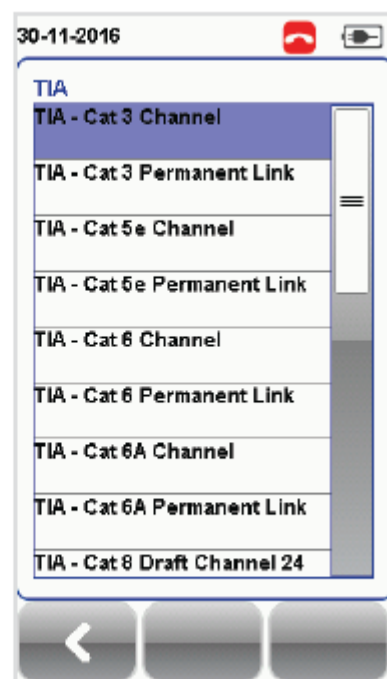 30-11-2016
TIA
TIA - Cat 3 Channel
TIA - Cat 3 Permanent Link
TIA - Cat 5e Channel
TIA - Cat 5e Permanent Link
TIA - Cat 6 Channel
TIA - Cat 6 Permanent Link
TIA - Cat 6A Channel
TIA - Cat 6A Permanent Link
TIA - Cat 8 Draft Channel 24